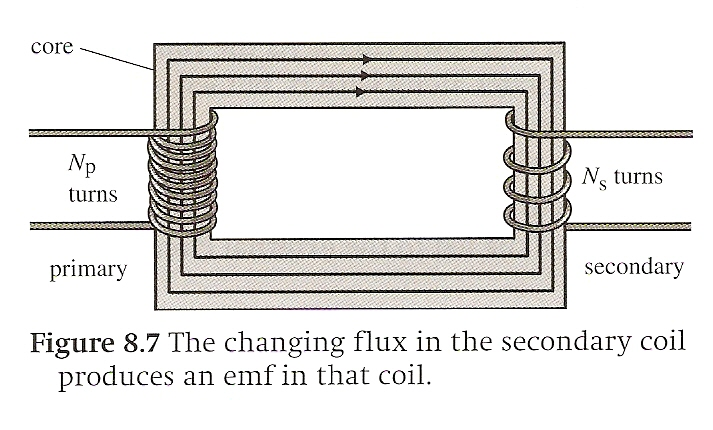 core
Np
turns
Ns turns
primary
secondary
Figure 8.7 The changing flux in the secondary coil
produces an emf in that coil.